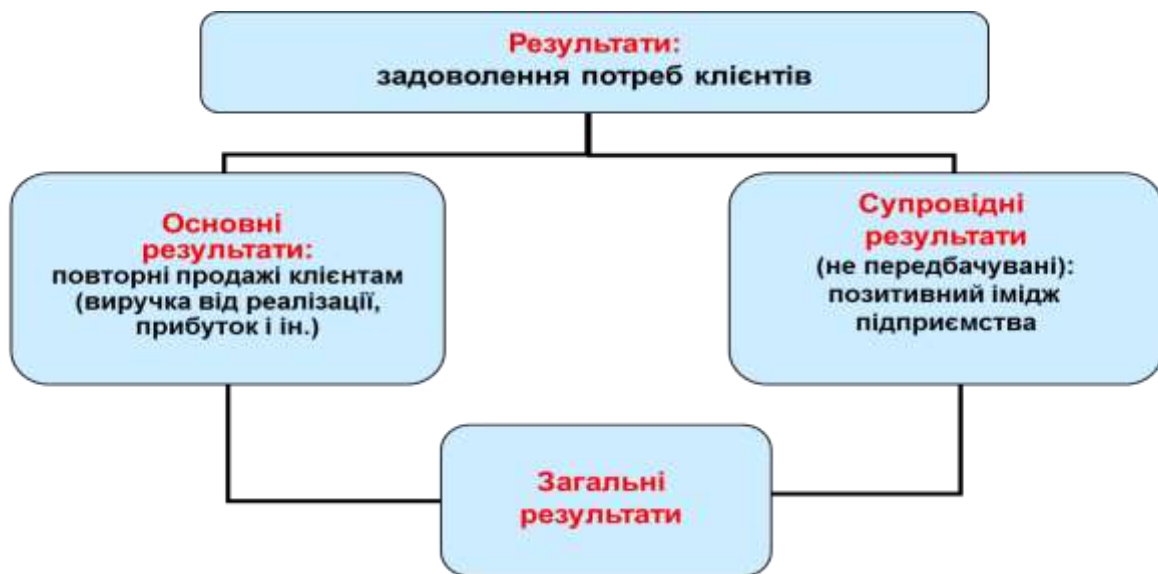 Результати:
задоволення потреб клієнтів
Основні
результати:
повторні продажі клієнтам
(виручка від реалізації,
прибуток і ін.)
Супровідні
результати
(не передбачувані):
позитивний імідж
підприємства
Загальні
результати